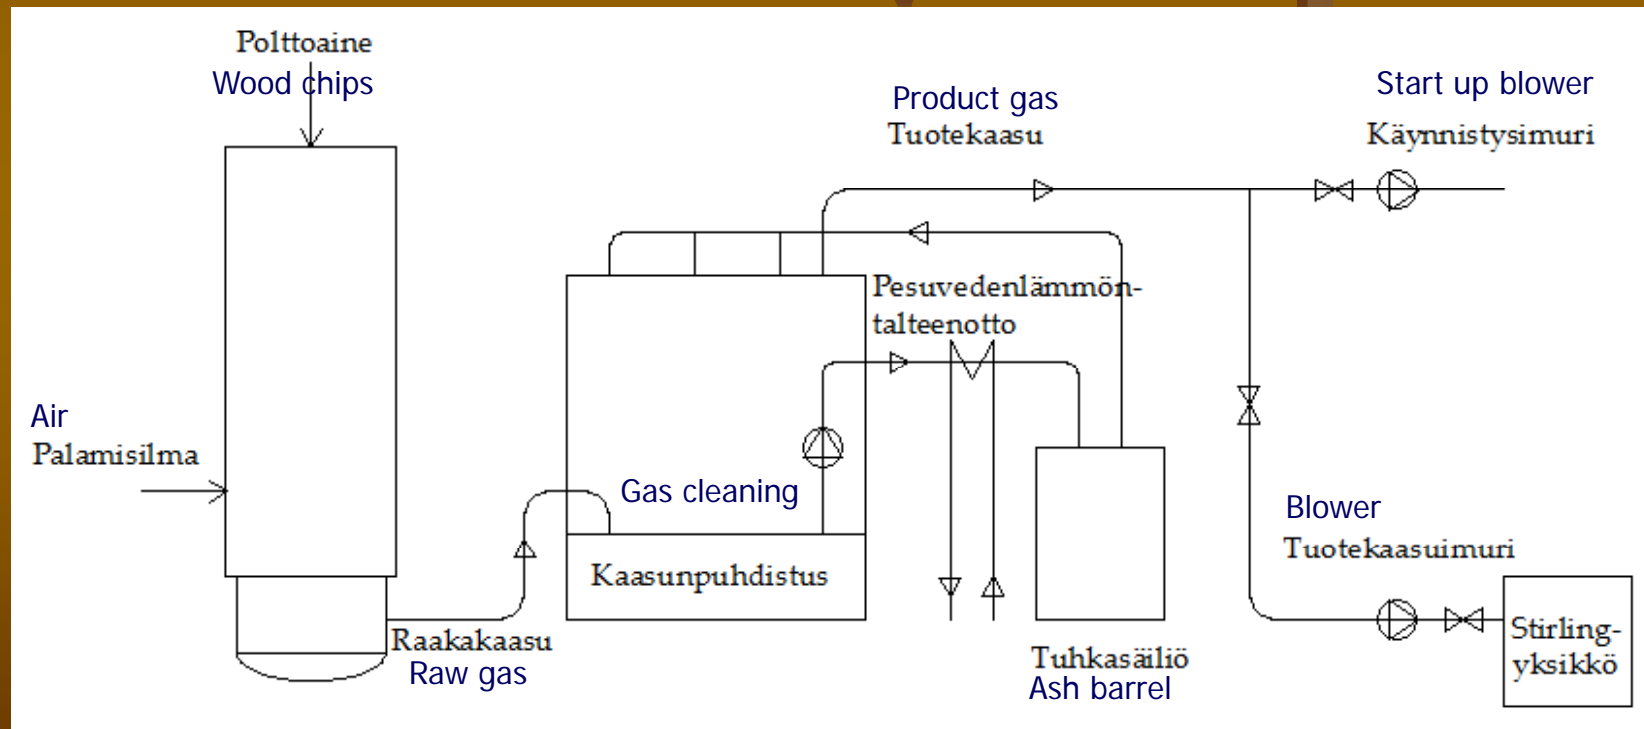 Polttoaine
Wood chips
Product gas
Tuotekaasu
Start up blower
Käynnistysimuri
Pesuvedenlämmön-
talteenotto
Air
Palamisilma
Gas cleaning
Kaasunpuhdistus
Blower
Tuotekaasuimuri
Raakakaasu
Raw gas
Tuhkasäiliö
Ash barrel
Stirling-
yksikkö